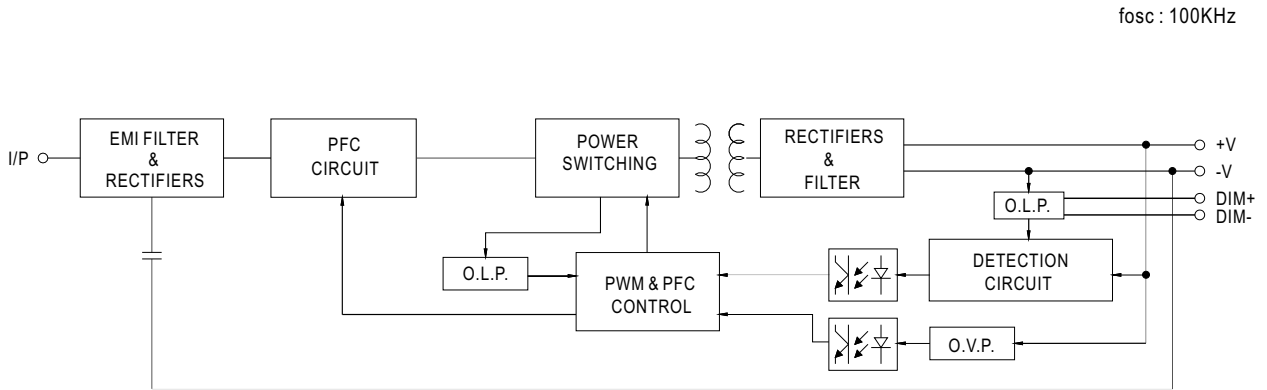 fosc : 100KHz
I/P
EMI FILTER
&
RECTIFIERS
PFC
CIRCUIT
POWER
SWITCHING
RECTIFIERS
&
FILTER
+V
-V
DIM+
DIM-
O.L.P.
O.L.P.
PWM & PFC
CONTROL
DETECTION
CIRCUIT
O.V.P.